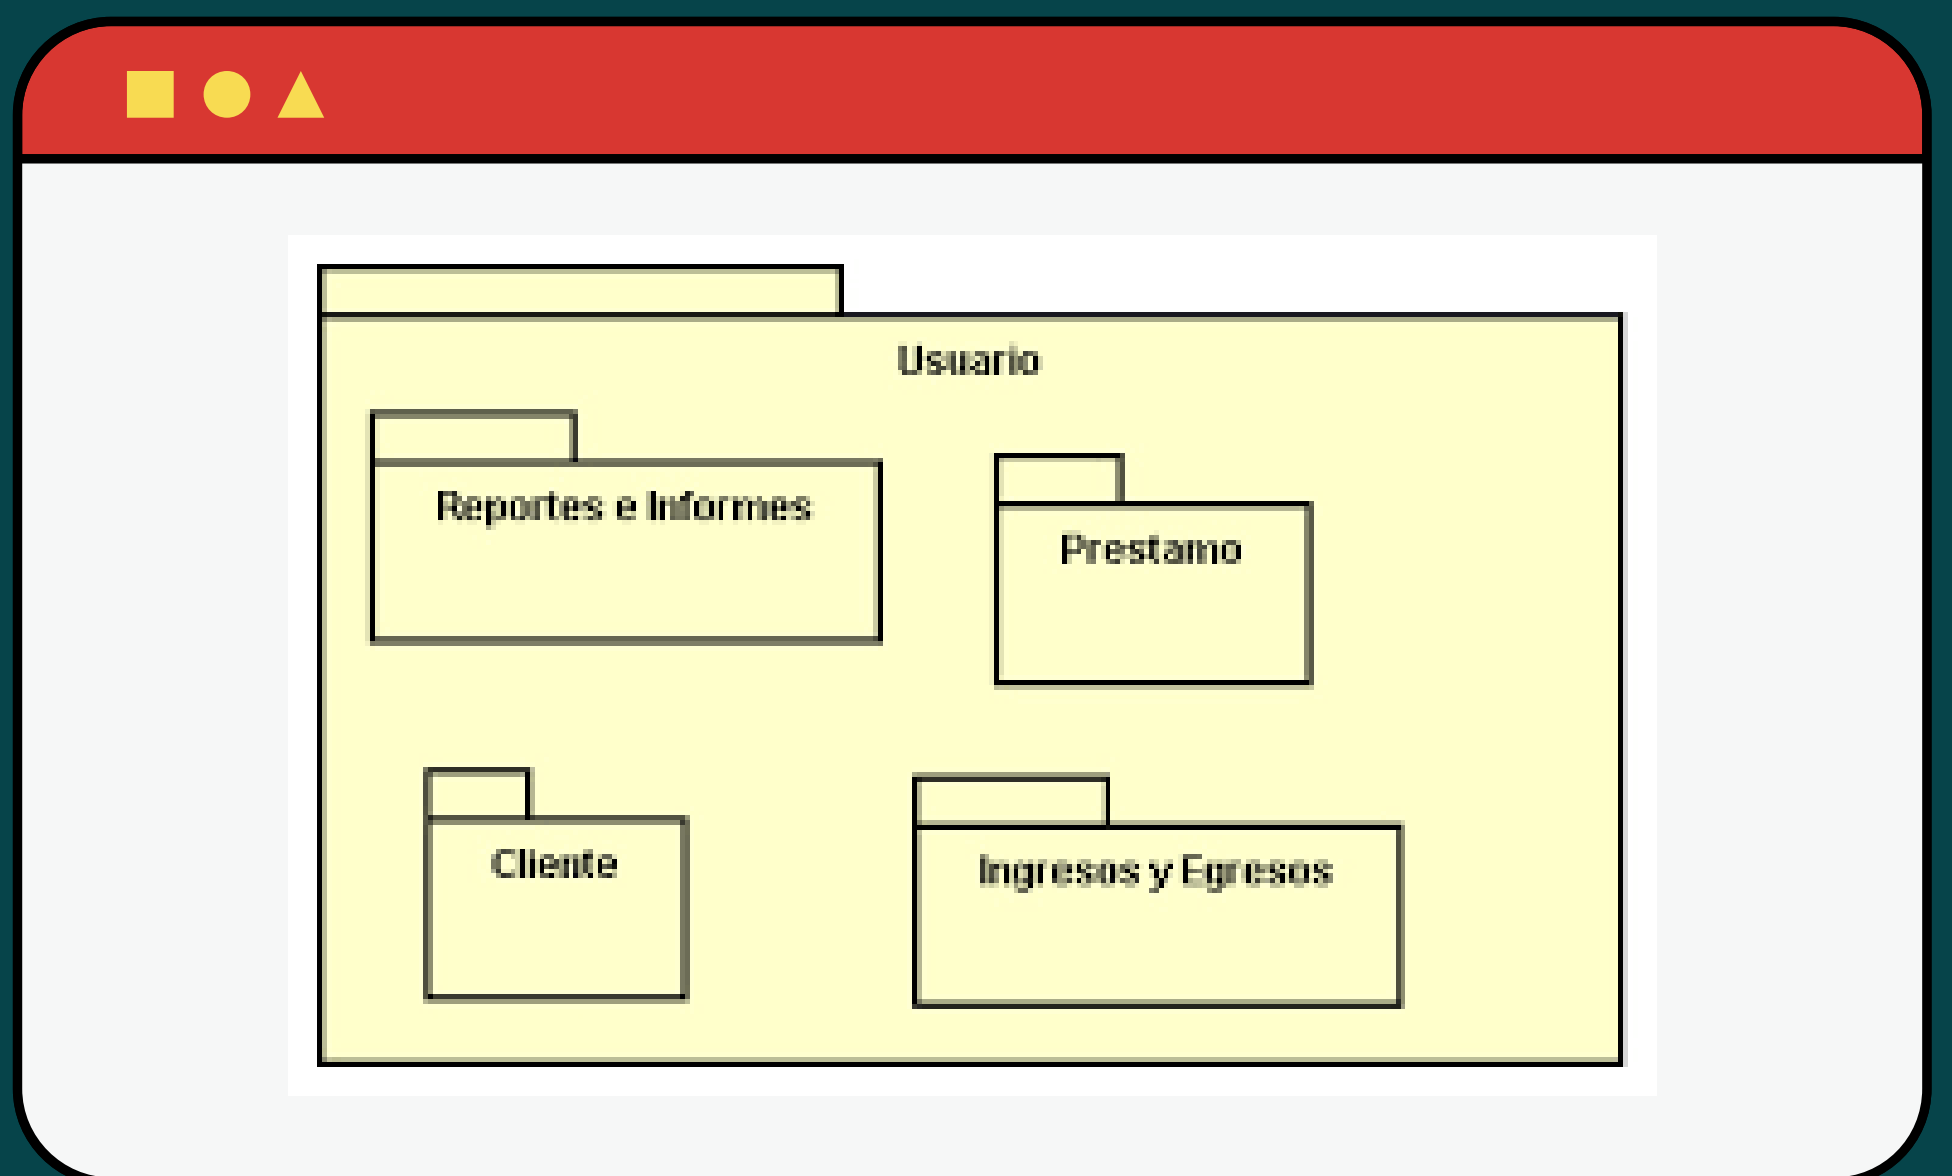 Usuario
Reportes e Informes
Prestamo
Cliente
Ingresos y Egresos